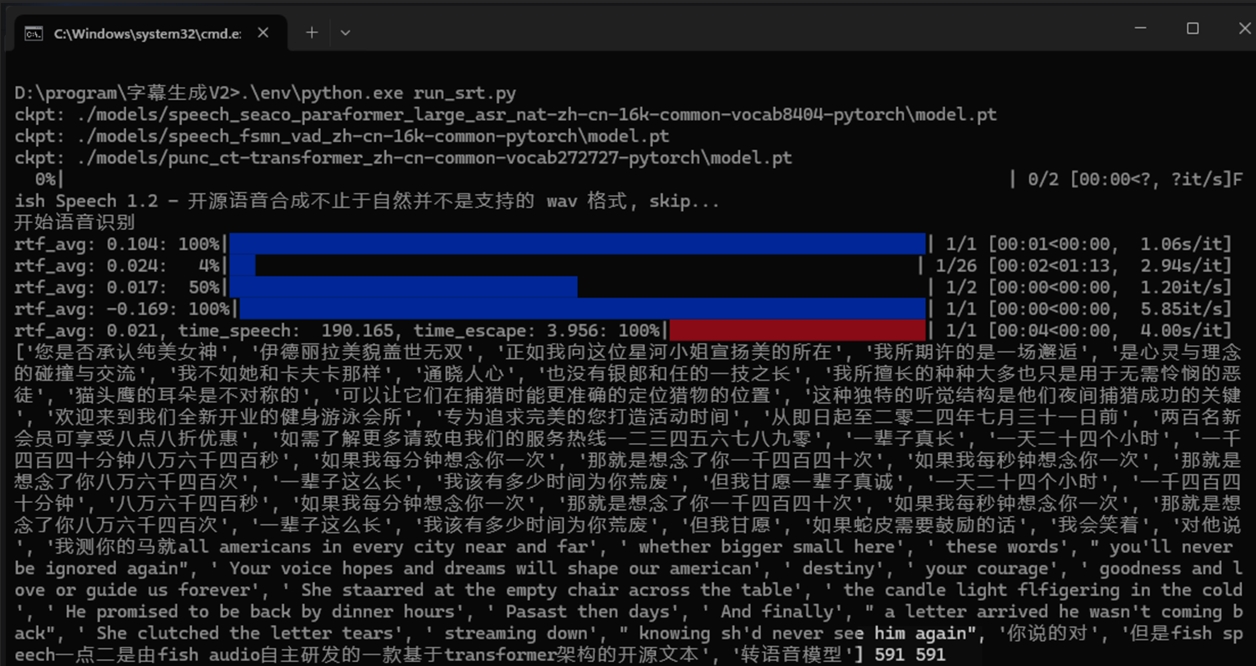 C:\Windows\system32\cmd.e:
D:\program\字幕生成V2>.\env\python.exe run_srt.py
ckpt: ./models/speech_seaco_paraformer_large_asr_nat-zh-cn-16k-common-vocab8404-pytorch\model.pt
ckpt: ./models/speech_fsmn_vad_zh-cn-16k-common-pytorch\model.pt
ckpt: ./models/punc_ct-transformer_zh-cn-common-vocab272727-pytorch\model.pt
0%| | 0/2 [00:00<?, ?it/s]F
ish Speech 1.2 - 开源语音合成不止于自然并不是支持的 wav 格式, skip...
开始语音识别
rtf_avg: 0.104: 100%| | 1/1 [00:01<00:00, 1.06s/it]
rtf_avg: 0.024: 4%| | 1/26 [00:02<01:13, 2.94s/it]
rtf_avg: 0.017: 50%| | 1/2 [00:00<00:00, 1.20it/s]
rtf_avg: -0.169: 100%| | 1/1 [00:00<00:00, 5.85it/s]
rtf_avg: 0.021, time_speech: 190.165, time_escape: 3.956: 100%| | 1/1 [00:04<00:00, 4.00s/it]
['您是否承认纯美女神', '伊德丽拉美貌盖世无双', '正如我向这位星河小姐宣扬美的所在', '我所期许的是一场邂逅', '是心灵与理念
的碰撞与交流', '我不如她和卡夫卡那样', '通晓人心', '也没有银郎和任的一技之长', '我所擅长的种种大多也只是用于无需怜悯的恶
徒', '猫头鹰的耳朵是不对称的', '可以让它们在捕猎时能更准确的定位猎物的位置', '这种独特的听觉结构是他们夜间捕猎成功的关键
', '欢迎来到我们全新开业的健身游泳会所', '专为追求完美的您打造活动时间', '从即日起至二零二四年七月三十一日前', '两百名新
会员可享受八点八折优惠', '如需了解更多请致电我们的服务热线一二三四五六七八九零', '一辈子真长', '一天二十四个小时', '一千
四百四十分钟八万六千四百秒', '如果我每分钟想念你一次', '那就是想念了你一千四百四十次', '如果我每秒钟想念你一次', '那就是
想念了你八万六千四百次', '一辈子这么长', '我该有多少时间为你荒废', '但我甘愿一辈子真诚', '一天二十四个小时', '一千四百四
十分钟', '八万六千四百秒', '如果我每分钟想念你一次', '那就是想念了你一千四百四十次', '如果我每秒钟想念你一次', '那就是想
念了你八万六千四百次', '一辈子这么长', '我该有多少时间为你荒废', '但我甘愿', '如果蛇皮需要鼓励的话', '我会笑着', '对他说
', '我测你的马就all americans in every city near and far', ' whether bigger small here', ' these words', " you'll never
be ignored again", ' Your voice hopes and dreams will shape our american', ' destiny', ' your courage', ' goodness and l
ove or guide us forever', ' She staarred at the empty chair across the table', ' the candle light flfigering in the cold
', ' He promised to be back by dinner hours', ' Pasast then days', ' And finally', " a letter arrived he wasn't coming b
ack", ' She clutched the letter tears', ' streaming down', " knowing sh'd never see him again", '你说的对', '但是fish sp
eech一点二是由fish audio自主研发的一款基于transformer架构的开源文本', '转语音模型'] 591 591